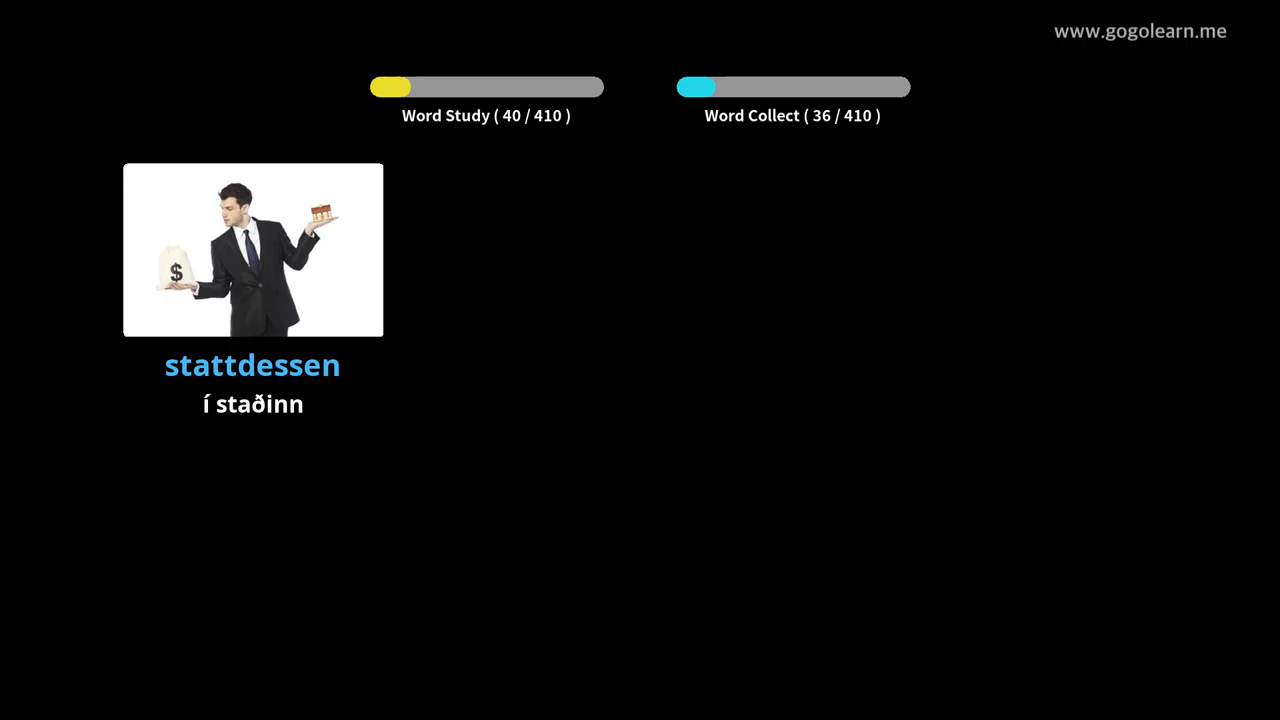 www.gogolearn.me
Word Study ( 40 / 410 )
Word Collect ( 36 / 410 )
$
stattdessen
í staðinn